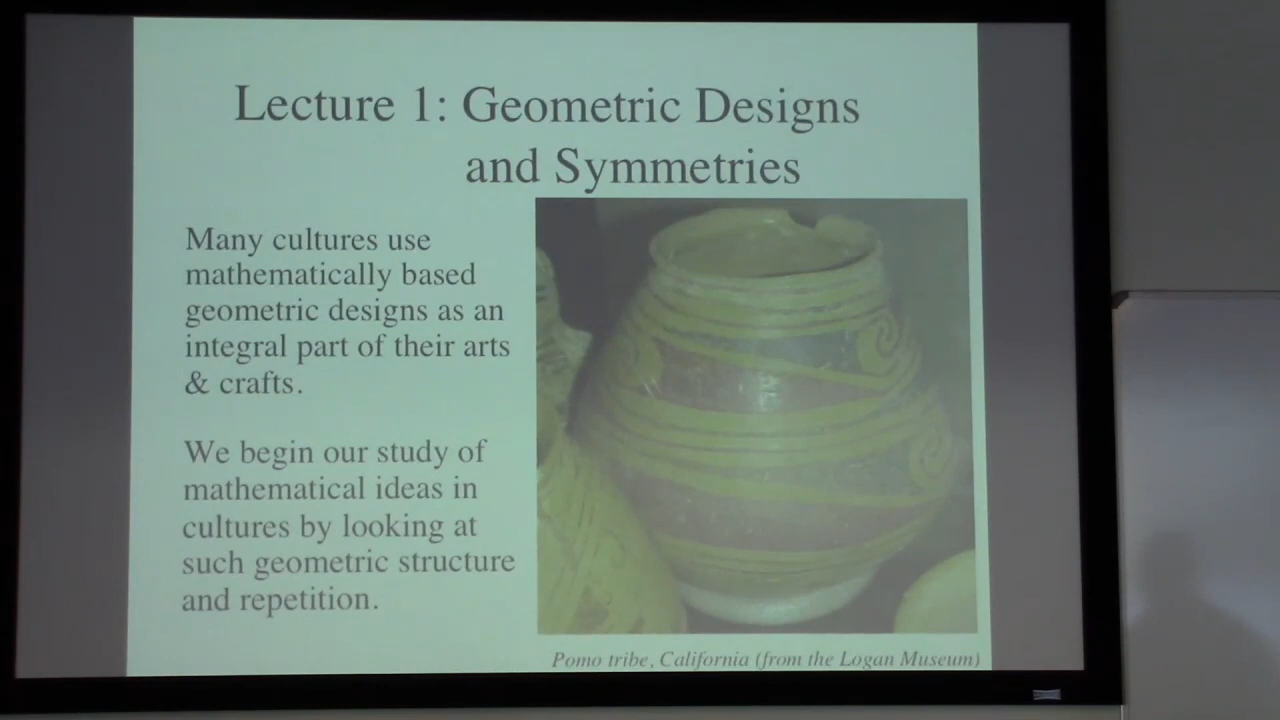 Lecture 1: Geometric Designs
and Symmetries
Many cultures use
mathematically based
geometric designs as an
integral part of their arts
& crafts.
We begin our study of
mathematical ideas in
cultures by looking at
such geometric structure
and repetition.
Pomo tribe, California (from the Logan Museum)